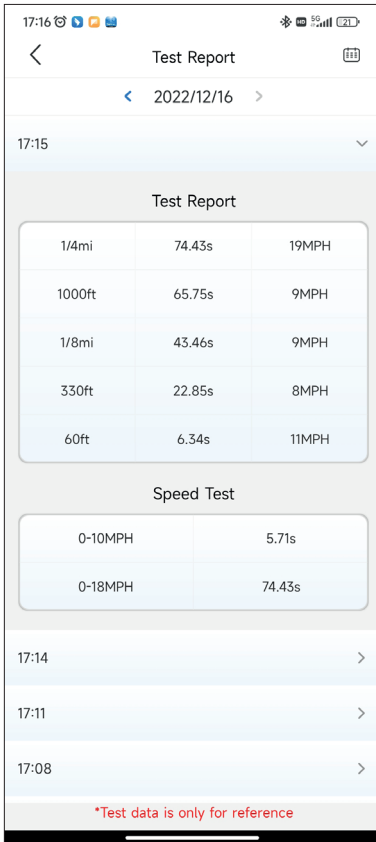 17:16 HD 5G 21
Test Report
2022/12/16
17:15
Test Report
1/4mi 74.43s 19MPH
1000ft 65.75s 9MPH
1/8mi 43.46s 9MPH
330ft 22.85s 8MPH
60ft 6.34s 11MPH
Speed Test
0-10MPH 5.71s
0-18MPH 74.43s
17:14
17:11
17:08
*Test data is only for reference